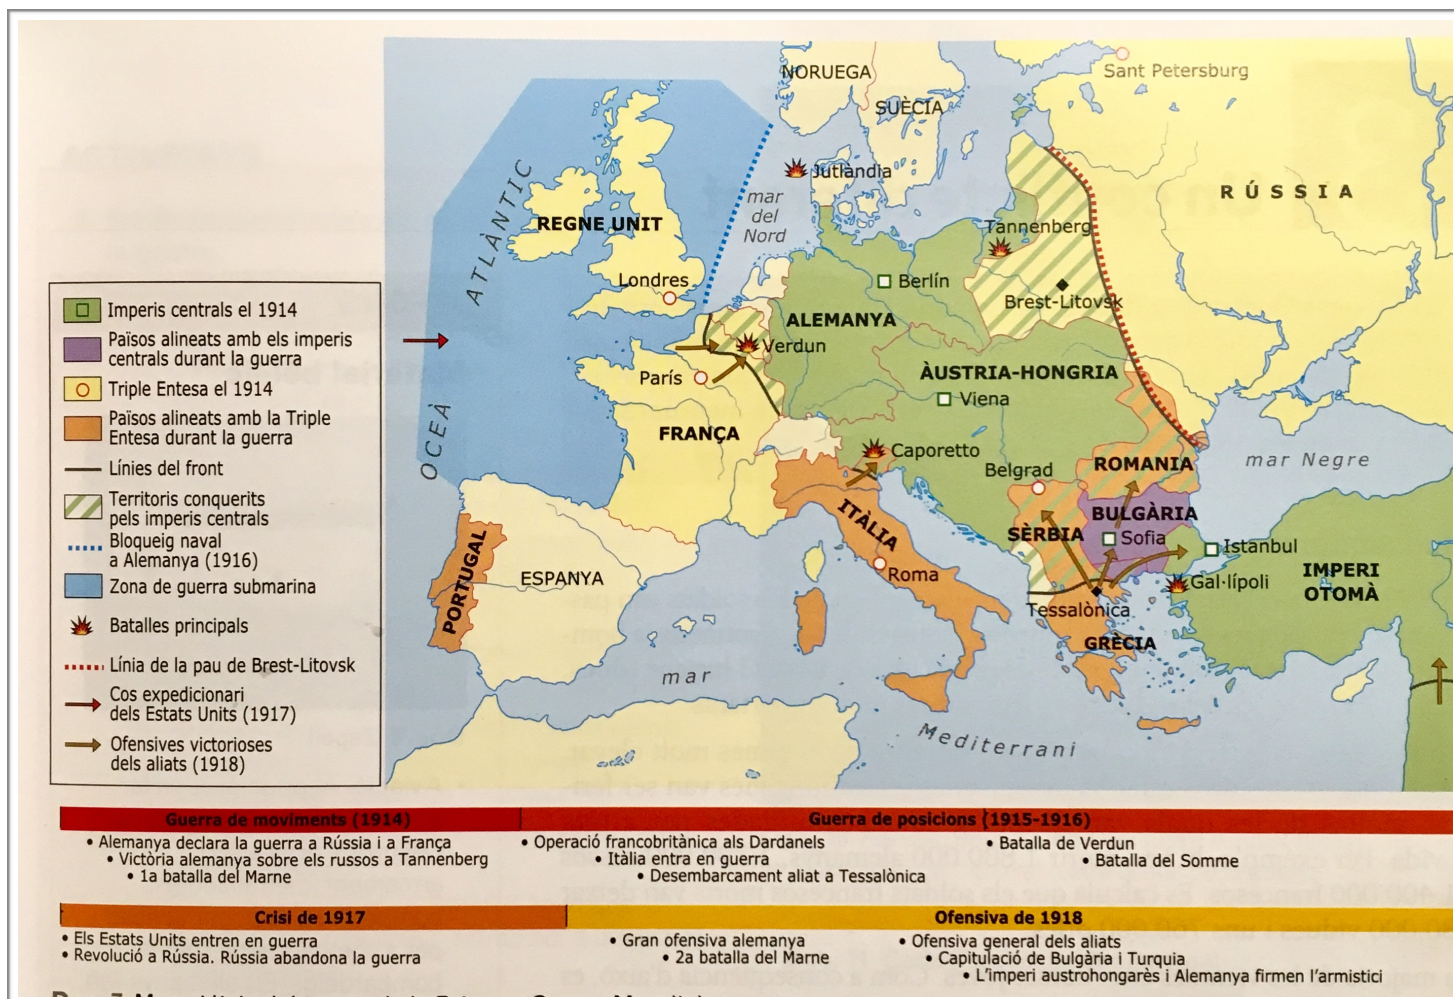 NORUEGA
SUÈCIA
Sant Petersburg
RÚSSIA
Jutlàndia
mar
del
Nord
ATLÀNTIC
OCEÀ
REGNE UNIT
Londres
Tannenberg
Brest-Litovsk
Berlín
ALEMANYA
Verdun
París
ÀUSTRIA-HONGRIA
Viena
FRANÇA
Caporetto
Belgrad
ROMANIA
mar Negre
ITÀLIA
SÈRBIA
BULGÀRIA
Sofia
Istanbul
PORTUGAL
ESPANYA
Roma
Gal·lípoli
IMPERI
OTOMÀ
Tessalònica
GRÈCIA
mar
Mediterrani
Imperis centrals el 1914
Països alineats amb els imperis
centrals durant la guerra
Triple Entesa el 1914
Països alineats amb la Triple
Entesa durant la guerra
Línies del front
Territoris conquerits
pels imperis centrals
Bloqueig naval
a Alemanya (1916)
Zona de guerra submarina
Batalles principals
Línia de la pau de Brest-Litovsk
Cos expedicionari
dels Estats Units (1917)
Ofensives victorioses
dels aliats (1918)
Guerra de moviments (1914)
• Alemanya declara la guerra a Rússia i a França
• Victòria alemanya sobre els russos a Tannenberg
• 1a batalla del Marne
Guerra de posicions (1915-1916)
• Operació francobritànica als Dardanels
• Itàlia entra en guerra
• Desembarcament aliat a Tessalònica
• Batalla de Verdun
• Batalla del Somme
Crisi de 1917
• Els Estats Units entren en guerra
• Revolució a Rússia. Rússia abandona la guerra
Ofensiva de 1918
• Gran ofensiva alemanya
• 2a batalla del Marne
• Ofensiva general dels aliats
• Capitulació de Bulgària i Turquia
• L'imperi austrohongarès i Alemanya firmen l'armistici